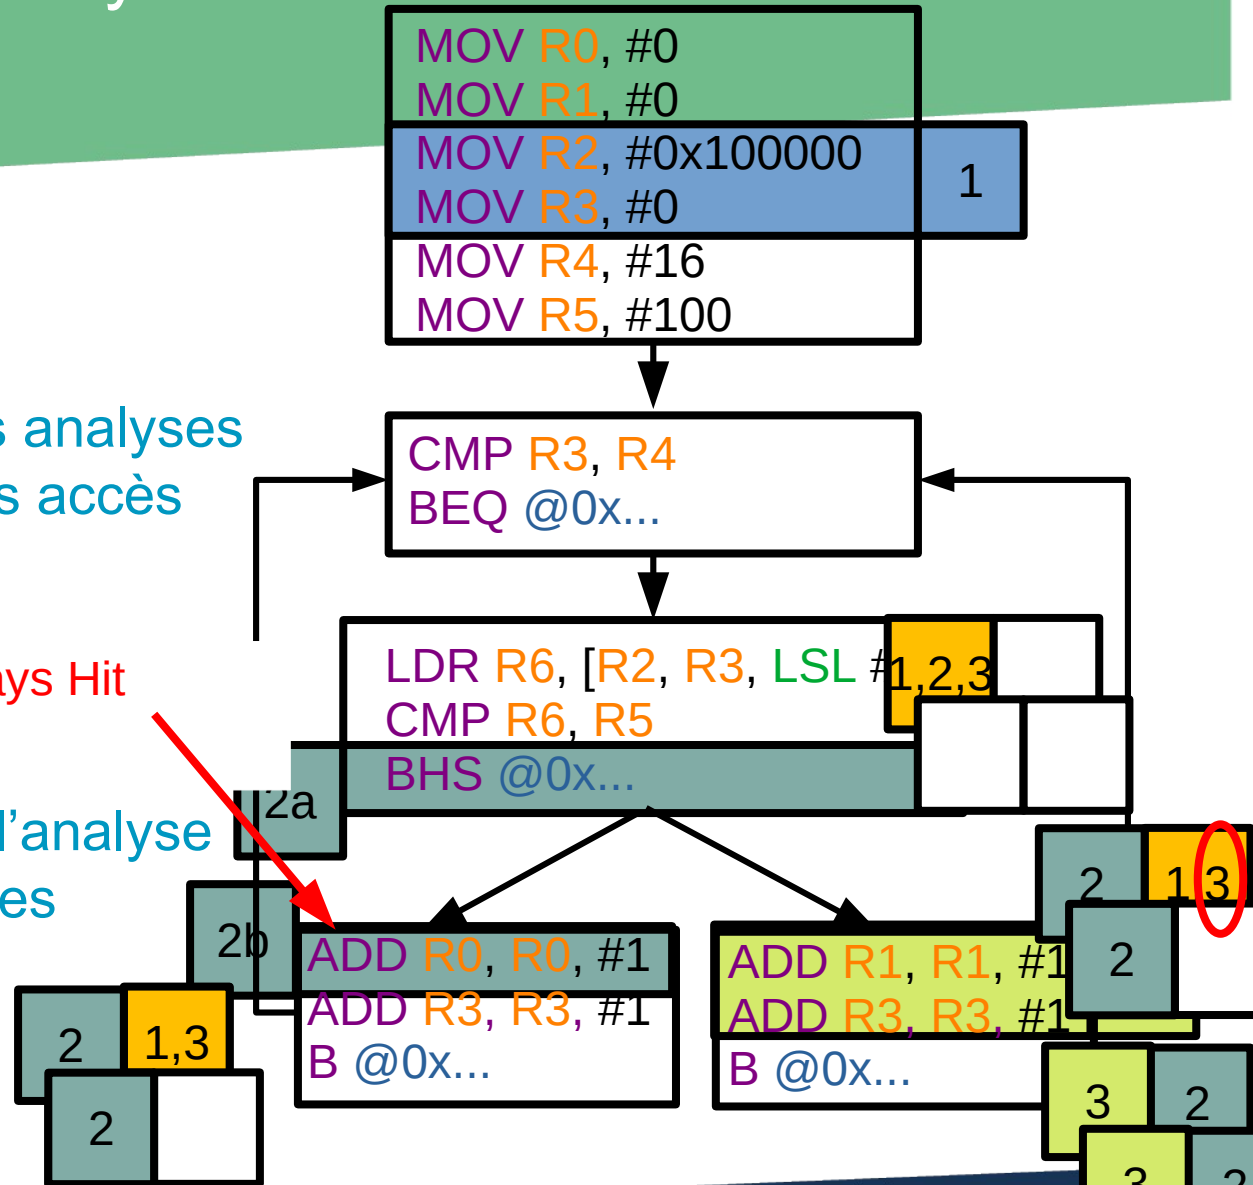 MOV R0, #0
MOV R1, #0
MOV R2, #0x100000
MOV R3, #0
1
MOV R4, #16
MOV R5, #100
analyses
accès
CMP R3, R4
BEQ @0x...
Hit
LDR R6, [R2, R3, LSL #
1,2,3
CMP R6, R5
BHS @0x...
2a
l’analyse
2
1
3
2b
ADD R0, R0, #1
ADD R3, R3, #1
B @0x...
ADD R1, R1, #1
ADD R3, R3, #1
B @0x...
2
2
1,3
2
3
2
3
2